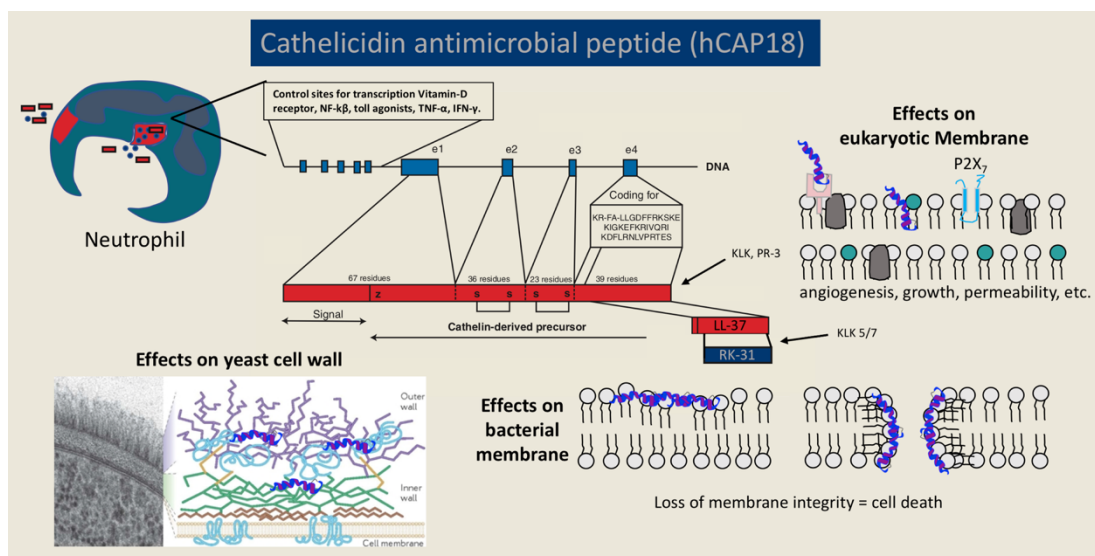 Cathelicidin antimicrobial peptide (hCAP18)
Control sites for transcription Vitamin-D
receptor, NF-kβ, toll agonists, TNF-α, IFN-γ.
Neutrophil
e1
e2
e3
e4
DNA
Coding for
KR-FA-LLGDFFRKSKE
KIGKEFKRIVQRI
KDFLRNLVPRTES
67 residues
36 residues
23 residues
39 residues
z
s
s
s
s
Signal
Cathelin-derived precursor
KLK, PR-3
LL-37
RK-31
KLK 5/7
Effects on
eukaryotic Membrane
P2X7
angiogenesis, growth, permeability, etc.
Effects on yeast cell wall
Outer
wall
Inner
wall
Cell membrane
Effects on
bacterial
membrane
Loss of membrane integrity = cell death